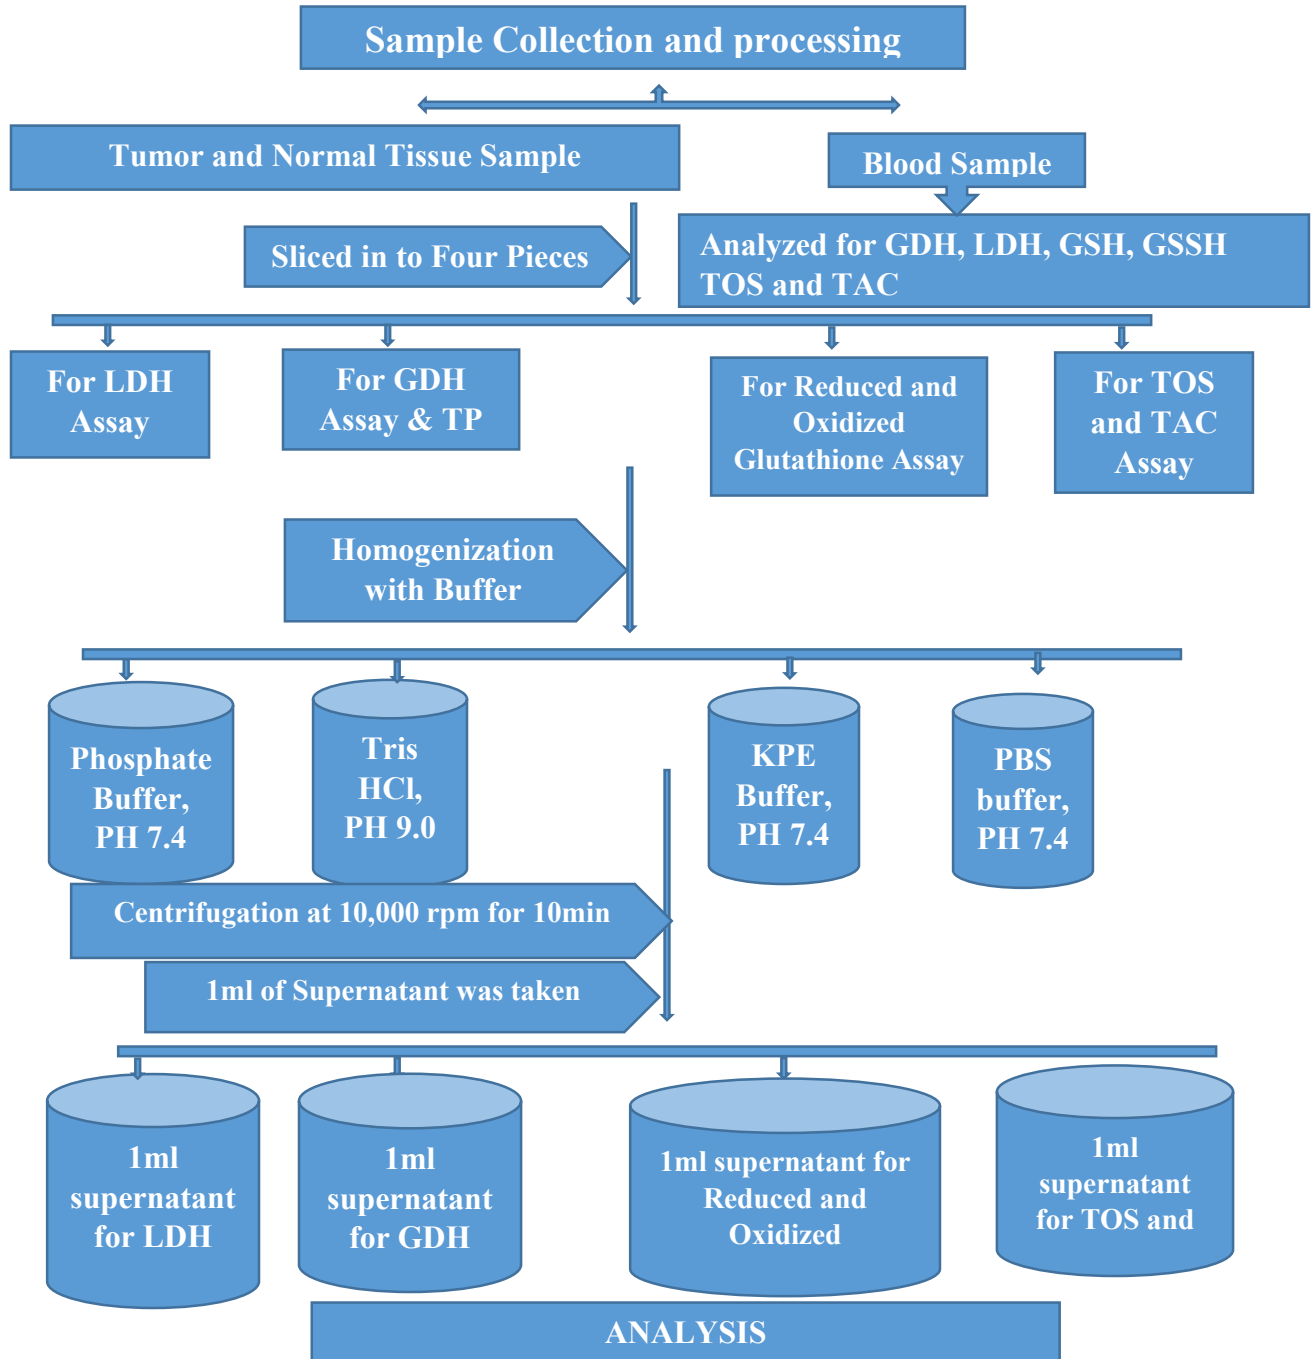 Sample Collection and processing
Tumor and Normal Tissue Sample
Blood Sample
Sliced in to Four Pieces
Analyzed for GDH, LDH, GSH, GSSH
TOS and TAC
For LDH
Assay
For GDH
Assay & TP
For Reduced and
Oxidized
Glutathione Assay
For TOS
and TAC
Assay
Homogenization
with Buffer
Phosphate
Buffer,
PH 7.4
Tris
HCl,
PH 9.0
KPE
Buffer,
PH 7.4
PBS
buffer,
PH 7.4
Centrifugation at 10,000 rpm for 10min
1ml of Supernatant was taken
1ml
supernatant
for LDH
1ml
supernatant
for GDH
1ml supernatant for
Reduced and
Oxidized
1ml
supernatant
for TOS and
ANALYSIS